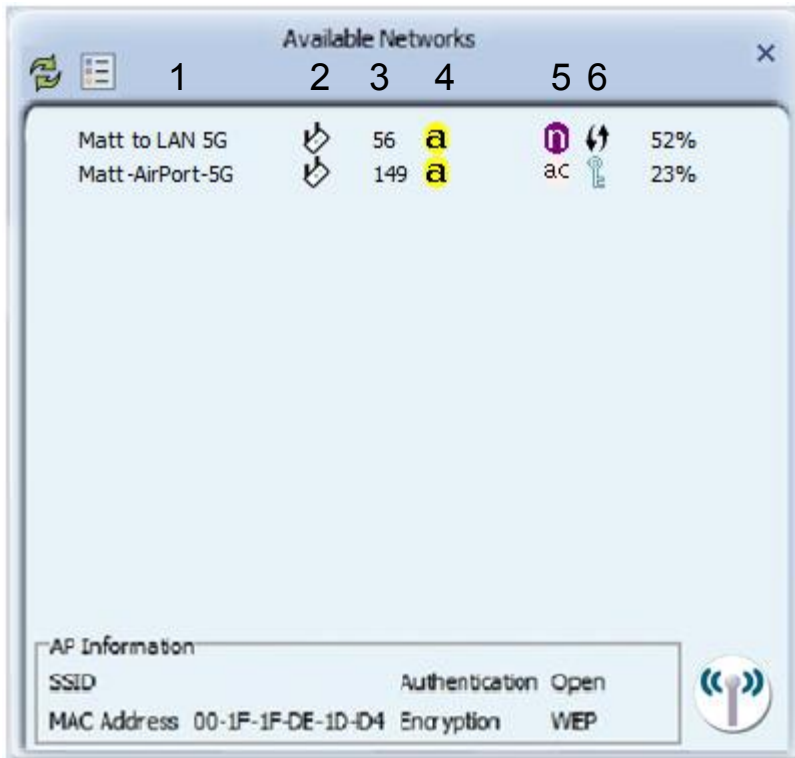 Available Networks
1 2 3 4 5 6
Matt to LAN 5G 56 a n 52%
Matt-AirPort-5G 149 a ac 23%
AP Information
SSID Authentication Open
MAC Address 00-1F-1F-DE-1D-D4 Encryption WEP